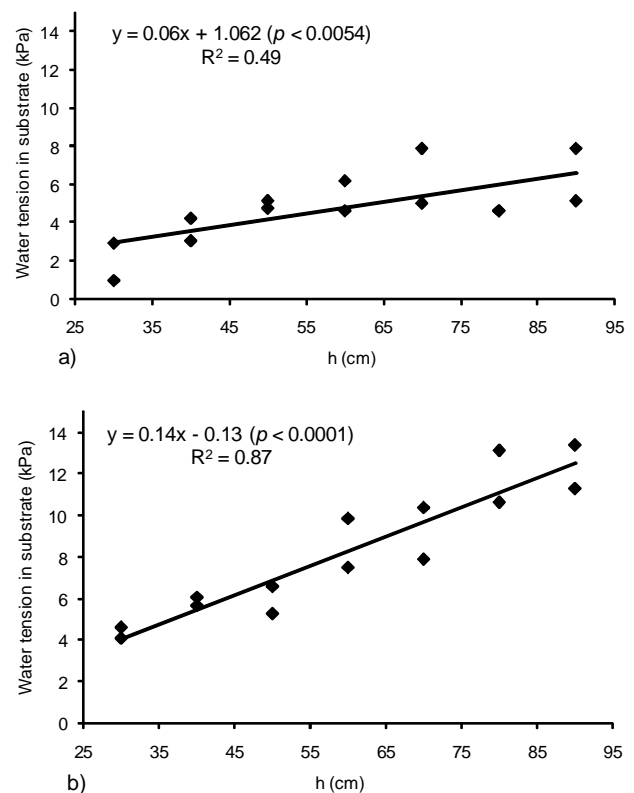 y = 0.06x + 1.062 (p < 0.0054)
R² = 0.49
Water tension in substrate (kPa)
14
12
10
8
6
4
2
0
25 35 45 55 65 75 85 95
a)
h (cm)
y = 0.14x - 0.13 (p < 0.0001)
R² = 0.87
Water tension in substrate (kPa)
14
12
10
8
6
4
2
0
25 35 45 55 65 75 85 95
b)
h (cm)